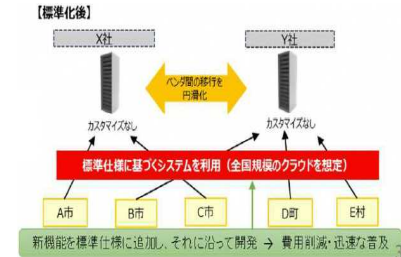 【標準化後】
X社
Y社
ベンダ間の移行を
円滑化
カスタマイズなし
カスタマイズなし
標準仕様に基づくシステムを利用（全国規模のクラウドを想定）
A市
B市
C市
D町
E村
新機能を標準仕様に追加し、それに沿って開発 → 費用削減・迅速な普及